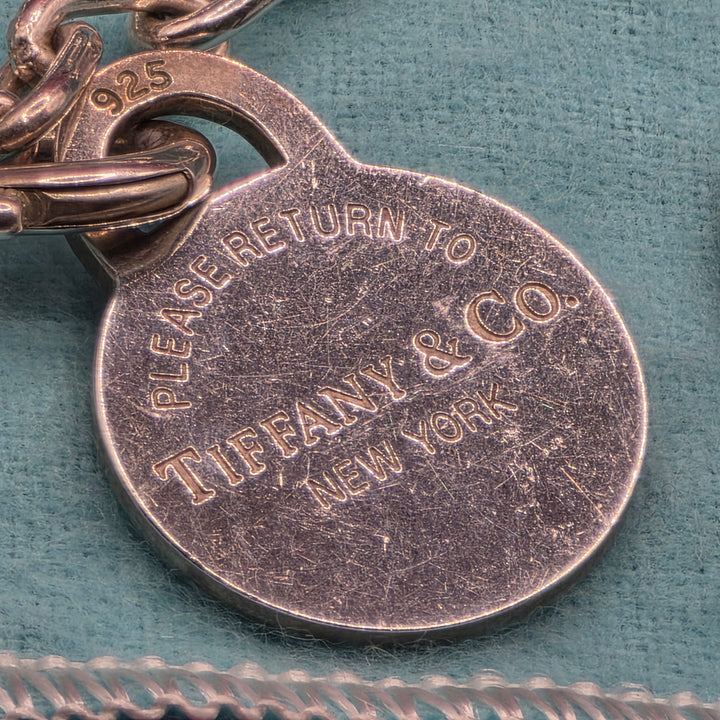 925
PLEASE RETURN TO
TIFFANY & CO.
NEW YORK